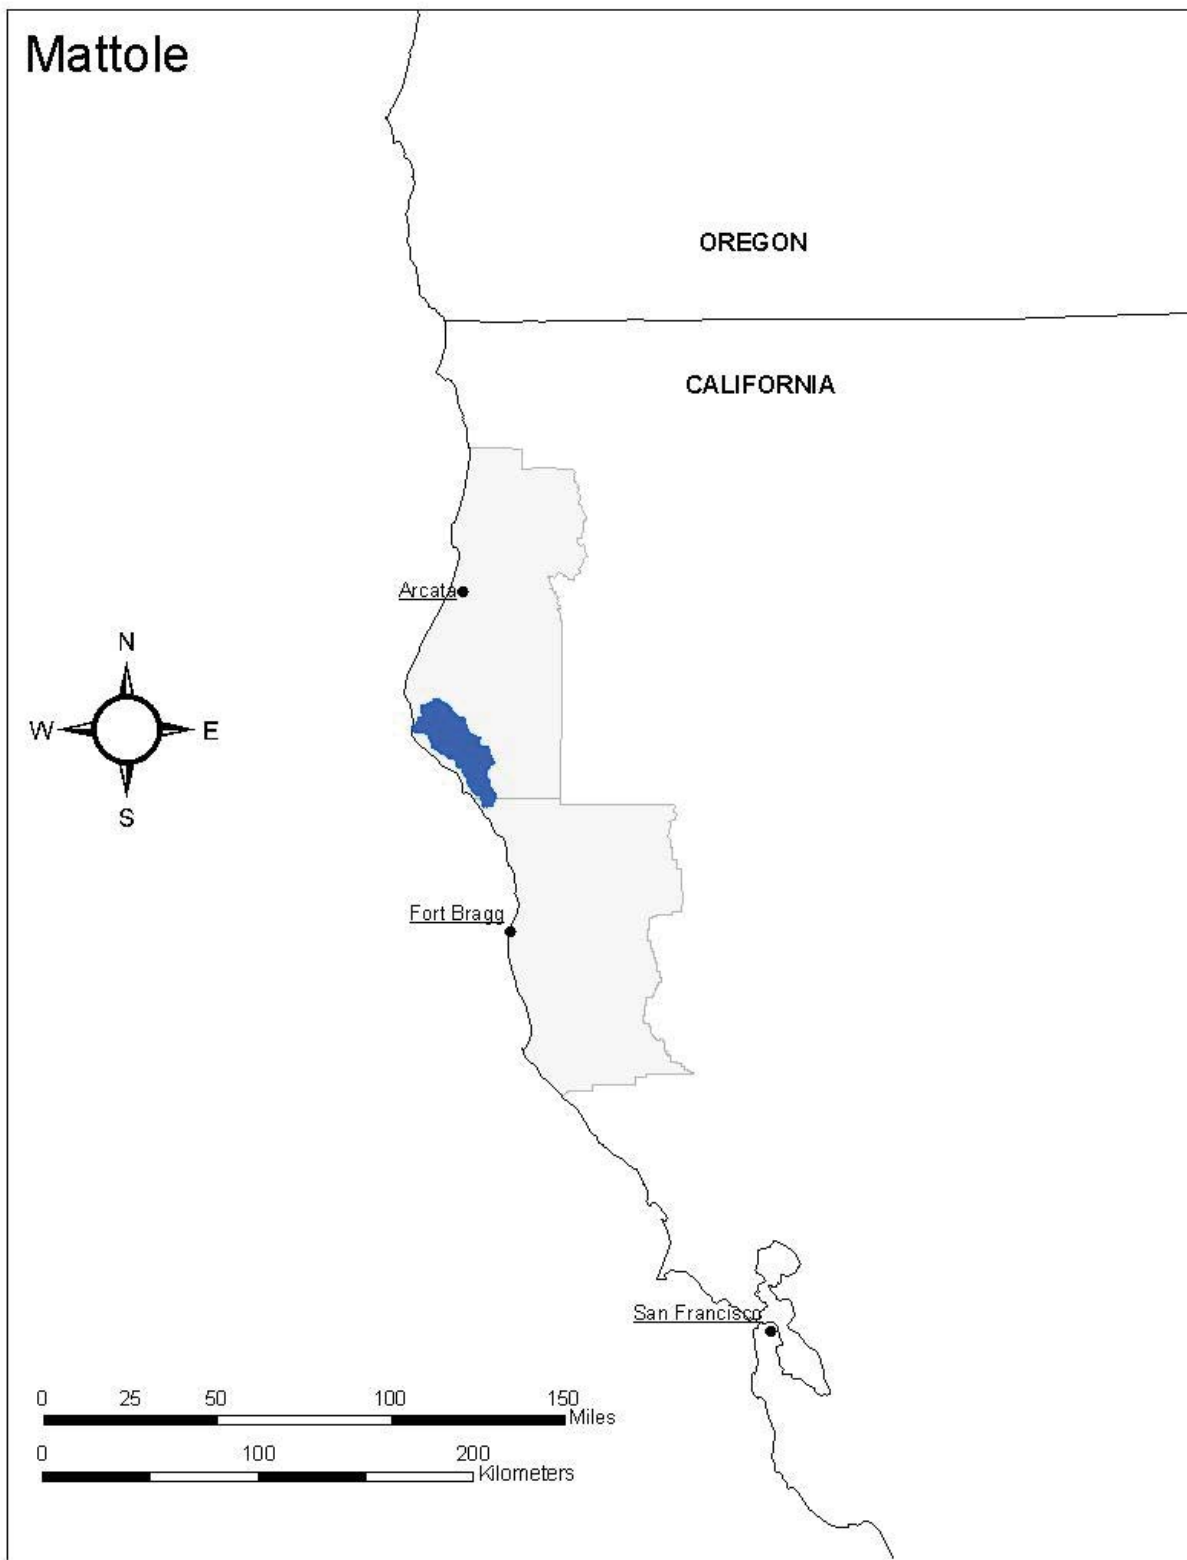 Mattole
OREGON
CALIFORNIA
Arcata
N
W E
S
Fort Bragg
San Francisco
0 25 50 100 150
Miles
0 100 200
Kilometers